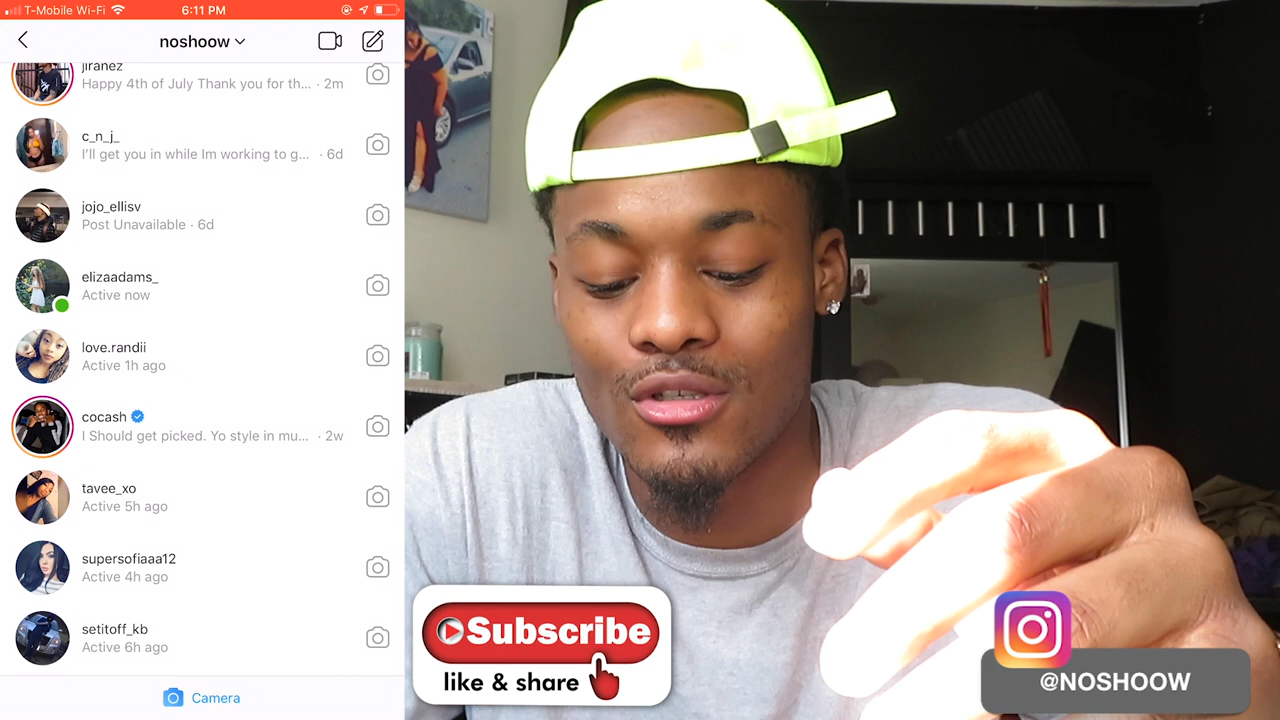 T-Mobile Wi-Fi 6:11 PM
noshoow
jiranez
Happy 4th of July Thank you for th... · 2m
c_n_j_
I'll get you in while Im working to g... · 6d
jojo_ellisv
Post Unavailable · 6d
elizaadams_
Active now
love.randii
Active 1h ago
cocash
I Should get picked. Yo style in mu... · 2w
tavee_xo
Active 5h ago
supersofiaaa12
Active 4h ago
setitoff_kb
Active 6h ago
Camera
Subscribe
like & share
@NOSHOOW